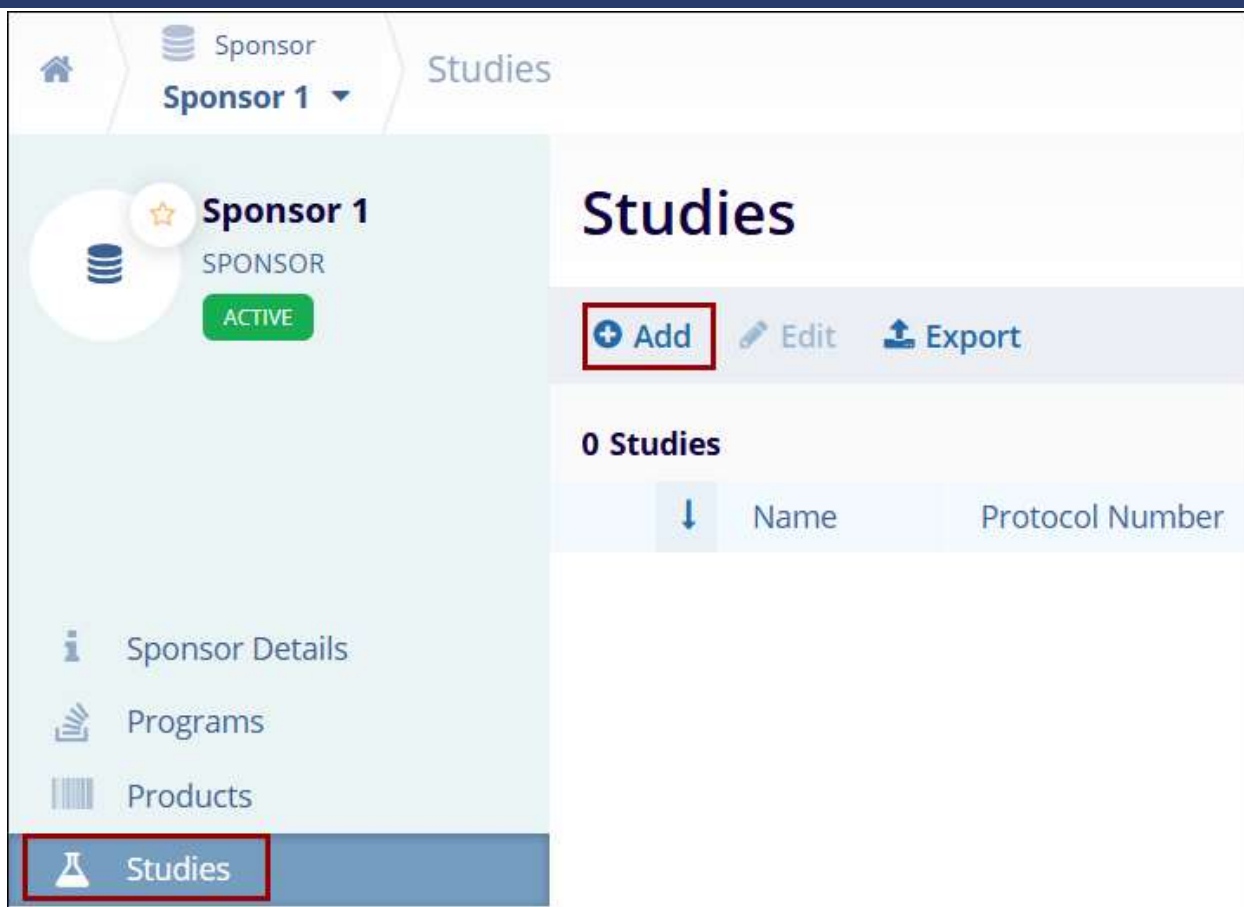 Sponsor
Sponsor 1
Studies
Sponsor 1
SPONSOR
ACTIVE
Sponsor Details
Programs
Products
Studies
Studies
Add Edit Export
0 Studies
Name Protocol Number